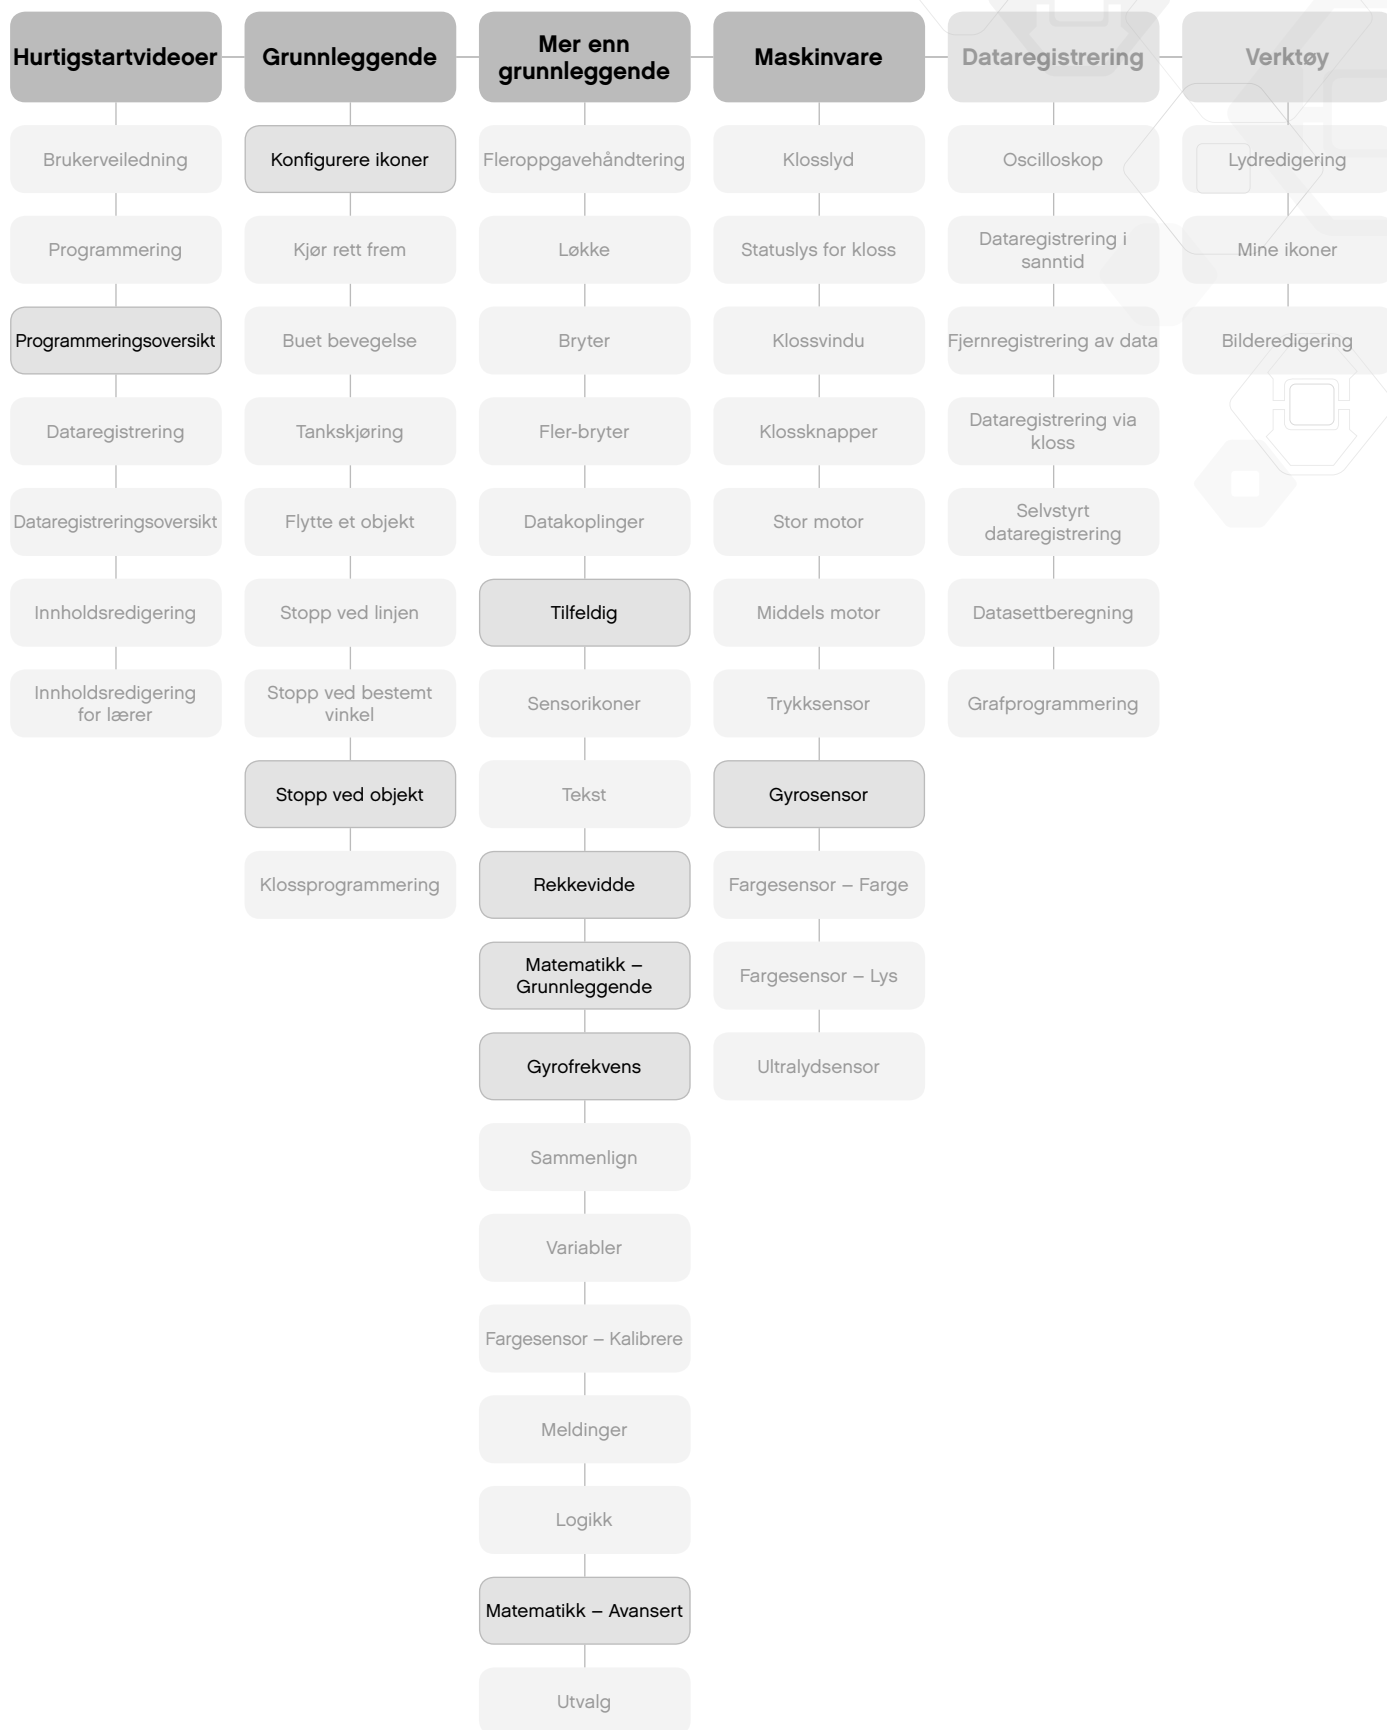 Hurtigstartvideoer
Brukerveiledning
Programmering
Programmeringsoversikt
Dataregistrering
Dataregistreringsoversikt
Innholdsredigering
Innholdsredigering
for lærer
Grunnleggende
Konfigurere ikoner
Kjør rett frem
Buet bevegelse
Tankskjøring
Flytte et objekt
Stopp ved linjen
Stopp ved bestemt
vinkel
Stopp ved objekt
Klossprogrammering
Mer enn
grunnleggende
Fleroppgavehåndtering
Løkke
Bryter
Fler-bryter
Datakoplinger
Tilfeldig
Sensorikoner
Tekst
Rekkevidde
Matematikk –
Grunnleggende
Gyrofrekvens
Sammenlign
Variabler
Fargesensor – Kalibrere
Meldinger
Logikk
Matematikk – Avansert
Utvalg
Maskinvare
Klosslyd
Statuslys for kloss
Klossvindu
Klossknapper
Stor motor
Middels motor
Trykksensor
Gyrosensor
Fargesensor – Farge
Fargesensor – Lys
Ultralydsensor
Dataregistrering
Oscilloskop
Dataregistrering i
sanntid
Fjernregistrering av data
Dataregistrering via
kloss
Selvstyrt
dataregistrering
Datasettberegning
Grafprogrammering
Verktøy
Lydredigering
Mine ikoner
Bilderedigering